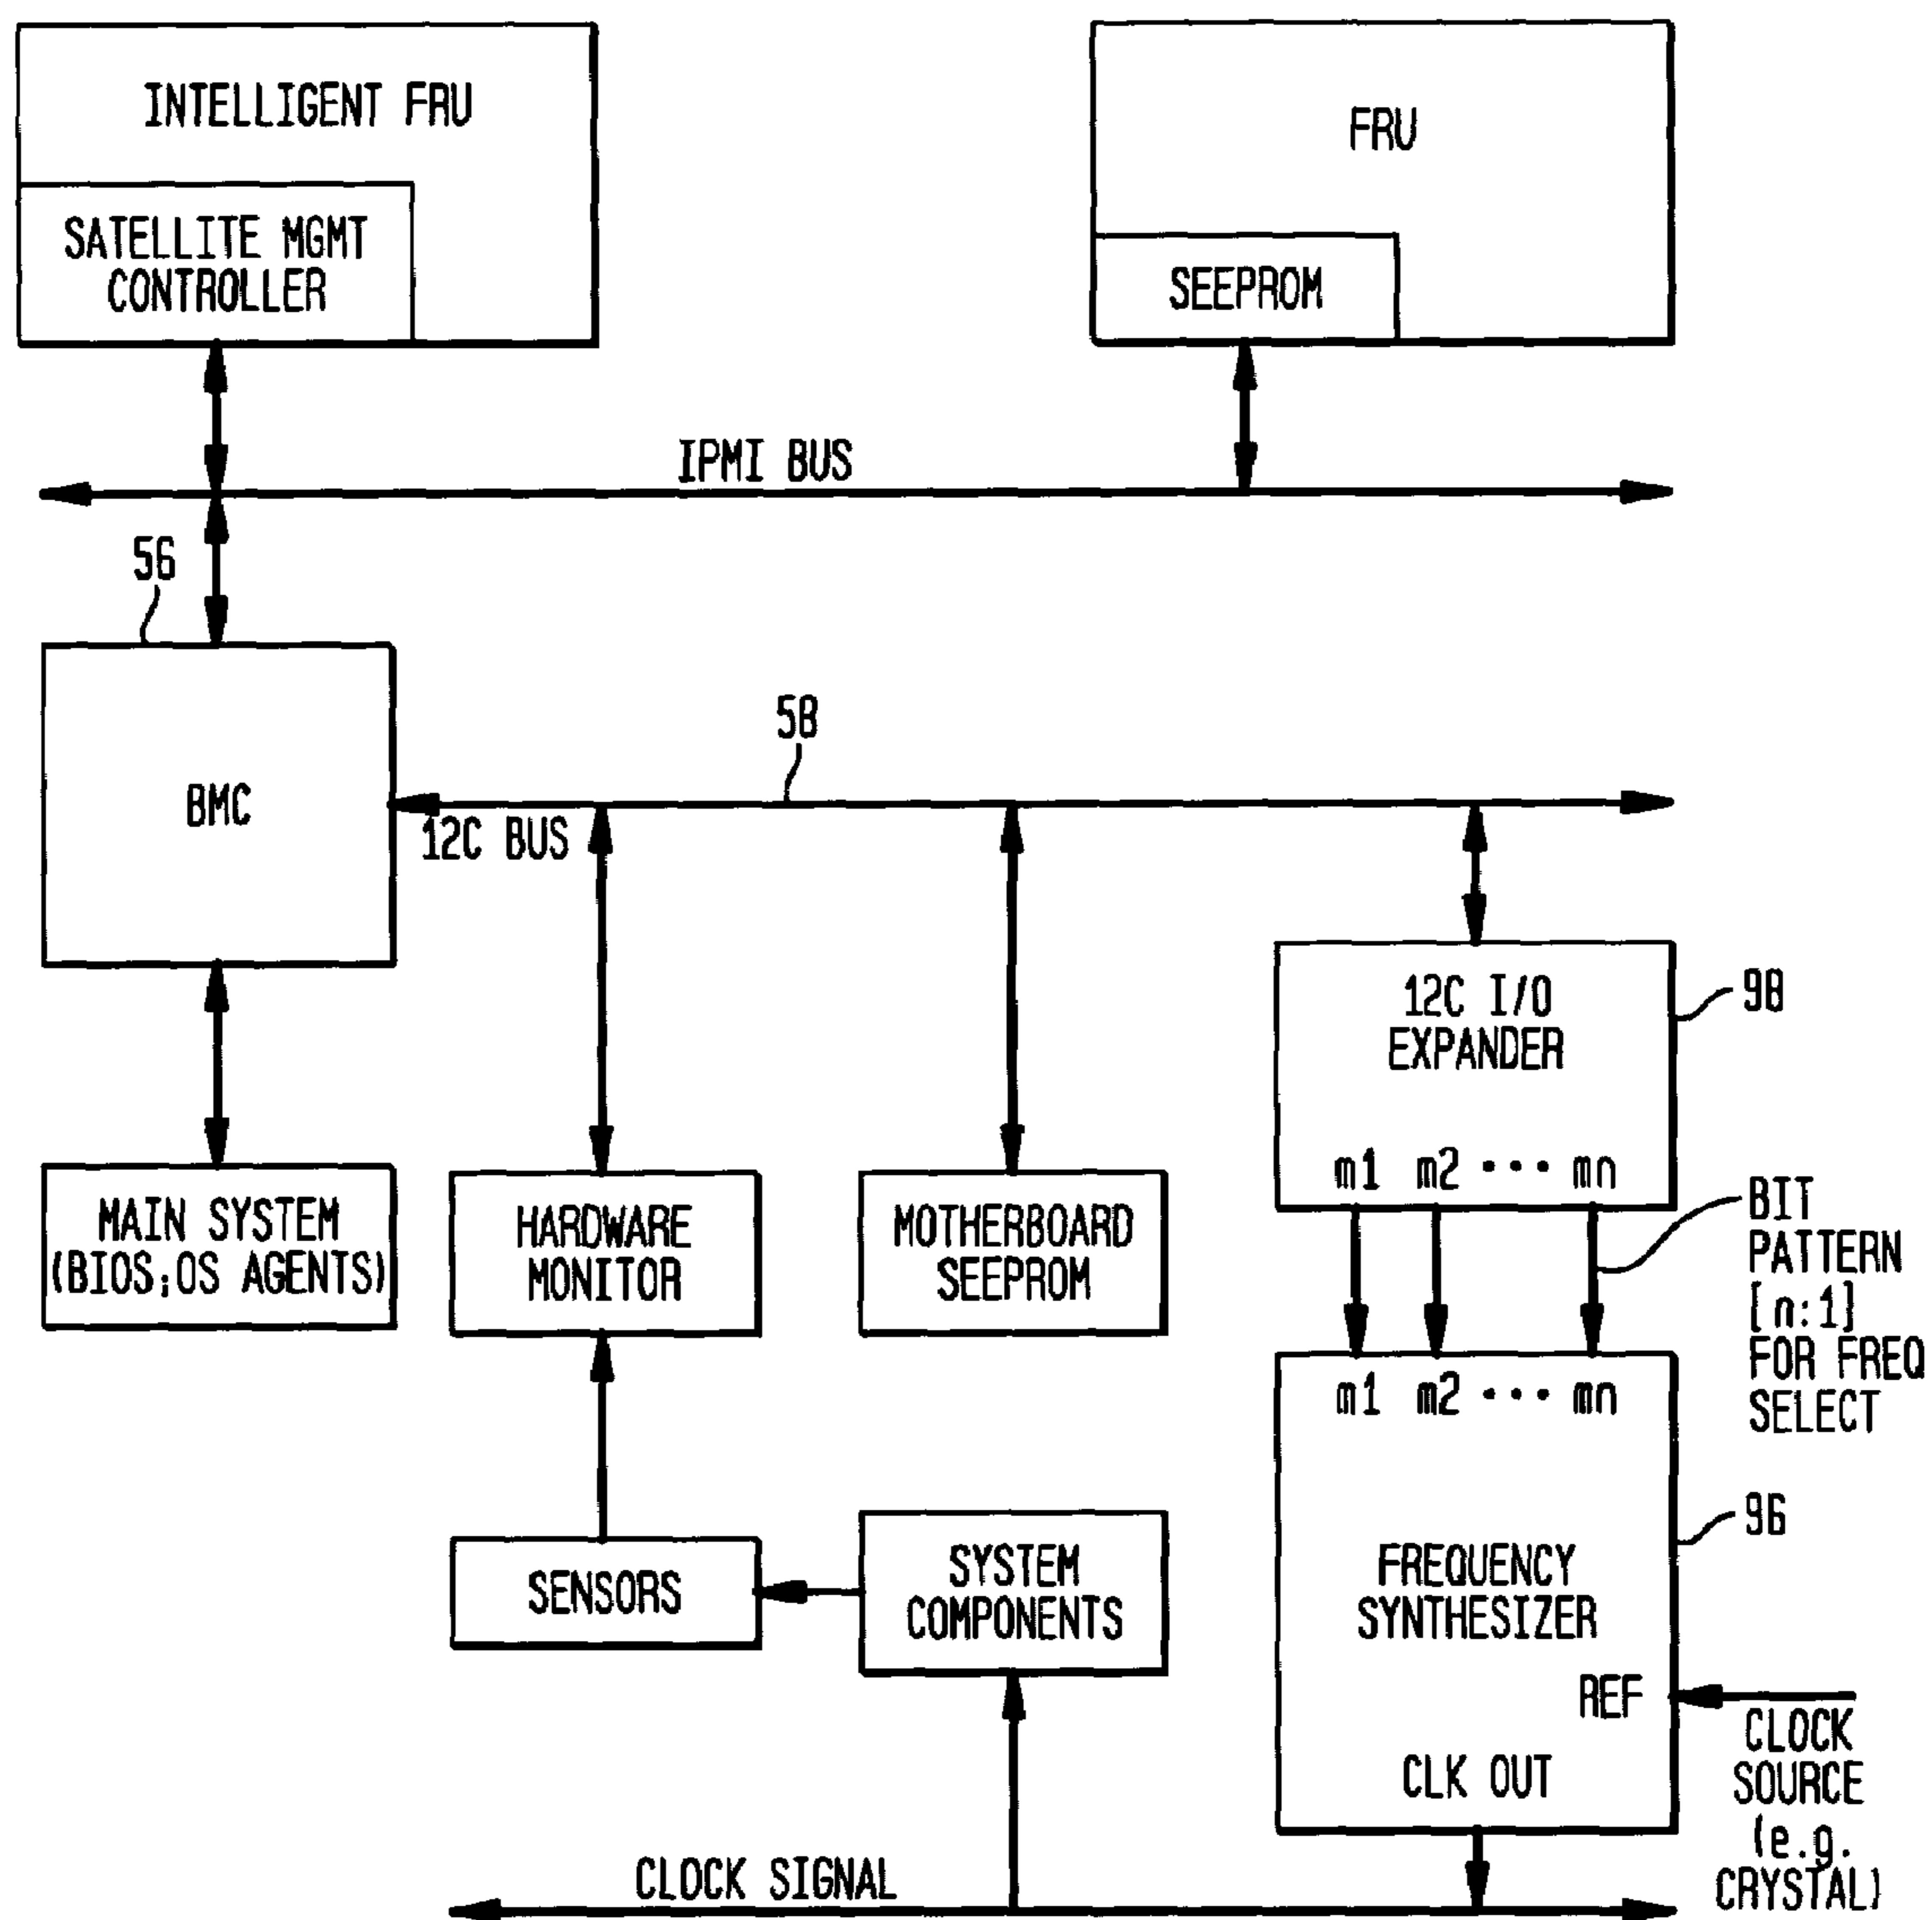 INTELLIGENT FRU
SATELLITE MGMT
CONTROLLER
FRU
SEEPROM
IPMI BUS
56
BMC
58
12C BUS
12C I/O
EXPANDER
m1 m2 ••• mn
98
MAIN SYSTEM
(BIOS;OS AGENTS)
HARDWARE
MONITOR
MOTHERBOARD
SEEPROM
BIT
PATTERN
[n:1]
FOR FREQ
SELECT
m1 m2 ••• mn
96
FREQUENCY
SYNTHESIZER
REF
CLK OUT
SENSORS
SYSTEM
COMPONENTS
CLOCK
SOURCE
(e.g.
CRYSTAL)
CLOCK SIGNAL